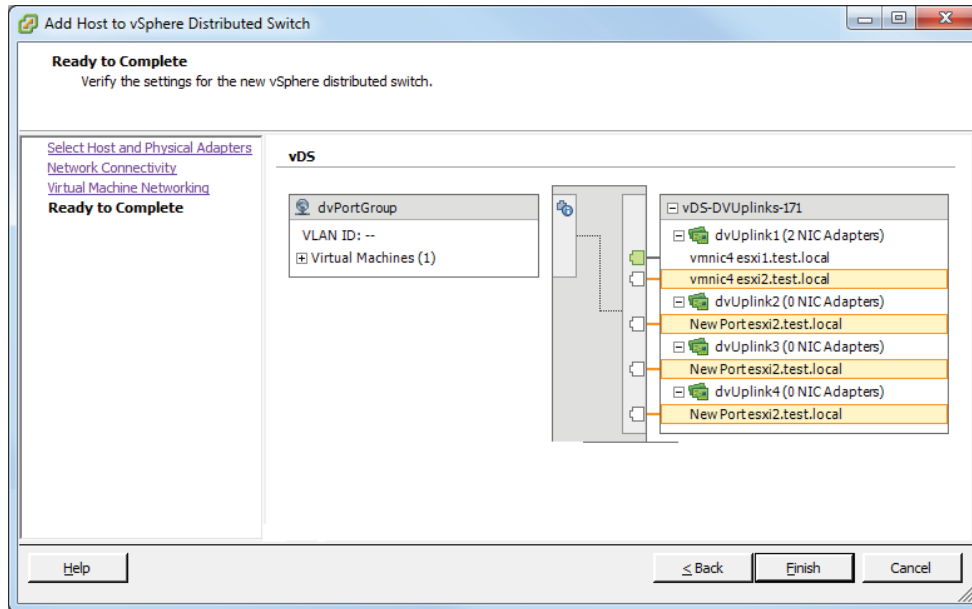 Add Host to vSphere Distributed Switch
Ready to Complete
Verify the settings for the new vSphere distributed switch.
Select Host and Physical Adapters
Network Connectivity
Virtual Machine Networking
Ready to Complete
vDS
dvPortGroup
VLAN ID: --
Virtual Machines (1)
vDS-DVUplinks-171
dvUplink1 (2 NIC Adapters)
vmnic4 esxi1.test.local
vmnic4 esxi2.test.local
dvUplink2 (0 NIC Adapters)
New Port esxi2.test.local
dvUplink3 (0 NIC Adapters)
New Port esxi2.test.local
dvUplink4 (0 NIC Adapters)
New Port esxi2.test.local
Help
< Back
Finish
Cancel